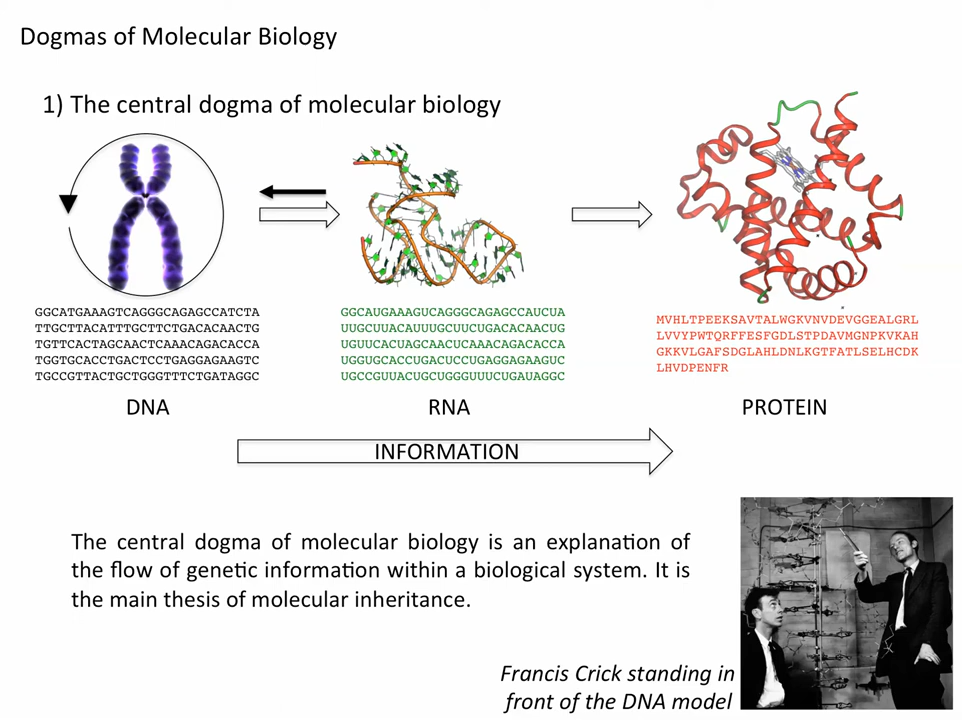 Dogmas of Molecular Biology
1) The central dogma of molecular biology
GGCATGAAAGTCAGGGCAGAGCCATCTA
TTGCTTACATTTGCTTCTGACACAACTG
TGTTCACTAGCAACTCAAACAGACACCA
TGGTGCACCTGACTCCTGAGGAGAAGTC
TGCCGTTACTGCTGGGTTTCTGATAGGC
DNA
GGCAUGAAAGUCAGGGCAGAGCCAUCUA
UUGCUUACAUUUGCUUCUGACACAACUG
UGUUCACUAGCAACUCAAACAGACACCA
UGGUGCACCUGACUCCUGAGGAGAAGUC
UGCCGUUACUGCUGGGUUUCUGAUAGGC
RNA
MVHLTPEEKSAVTALWGKVNVDEVGGEALGRL
LVVYPWTQRFFESFGDLSTPDAVMGNPKVKAH
GKKVLGAFSDGLAHLDNLKGTFATLSELHCDK
LHVDPENFR
PROTEIN
INFORMATION
The central dogma of molecular biology is an explanation of
the flow of genetic information within a biological system. It is
the main thesis of molecular inheritance.
Francis Crick standing in
front of the DNA model